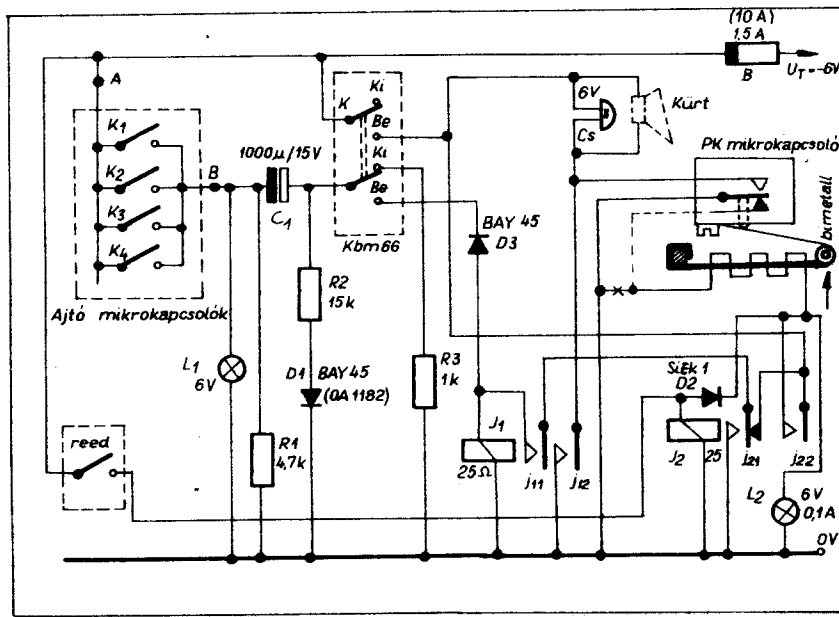 (10 A)
1,5 A
B
U_T=-6V
A
K1
K2
K3
K4
B
Ajtó mikrokapcsolók
1000µ/15V
C1
K
Ki
Be
Ki
Be
Kbm 66
6V
Cs
Kürt
PK mikrokapcsoló
bimetall
BAY 45
D3
R2
15k
L1
6V
D1
BAY 45
(OA 1182)
R3
1k
R1
4,7k
reed
J1
25Ω
j11
j12
SiEk 1
D2
J2
25
j21
j22
L2
6V
0,1A
0V